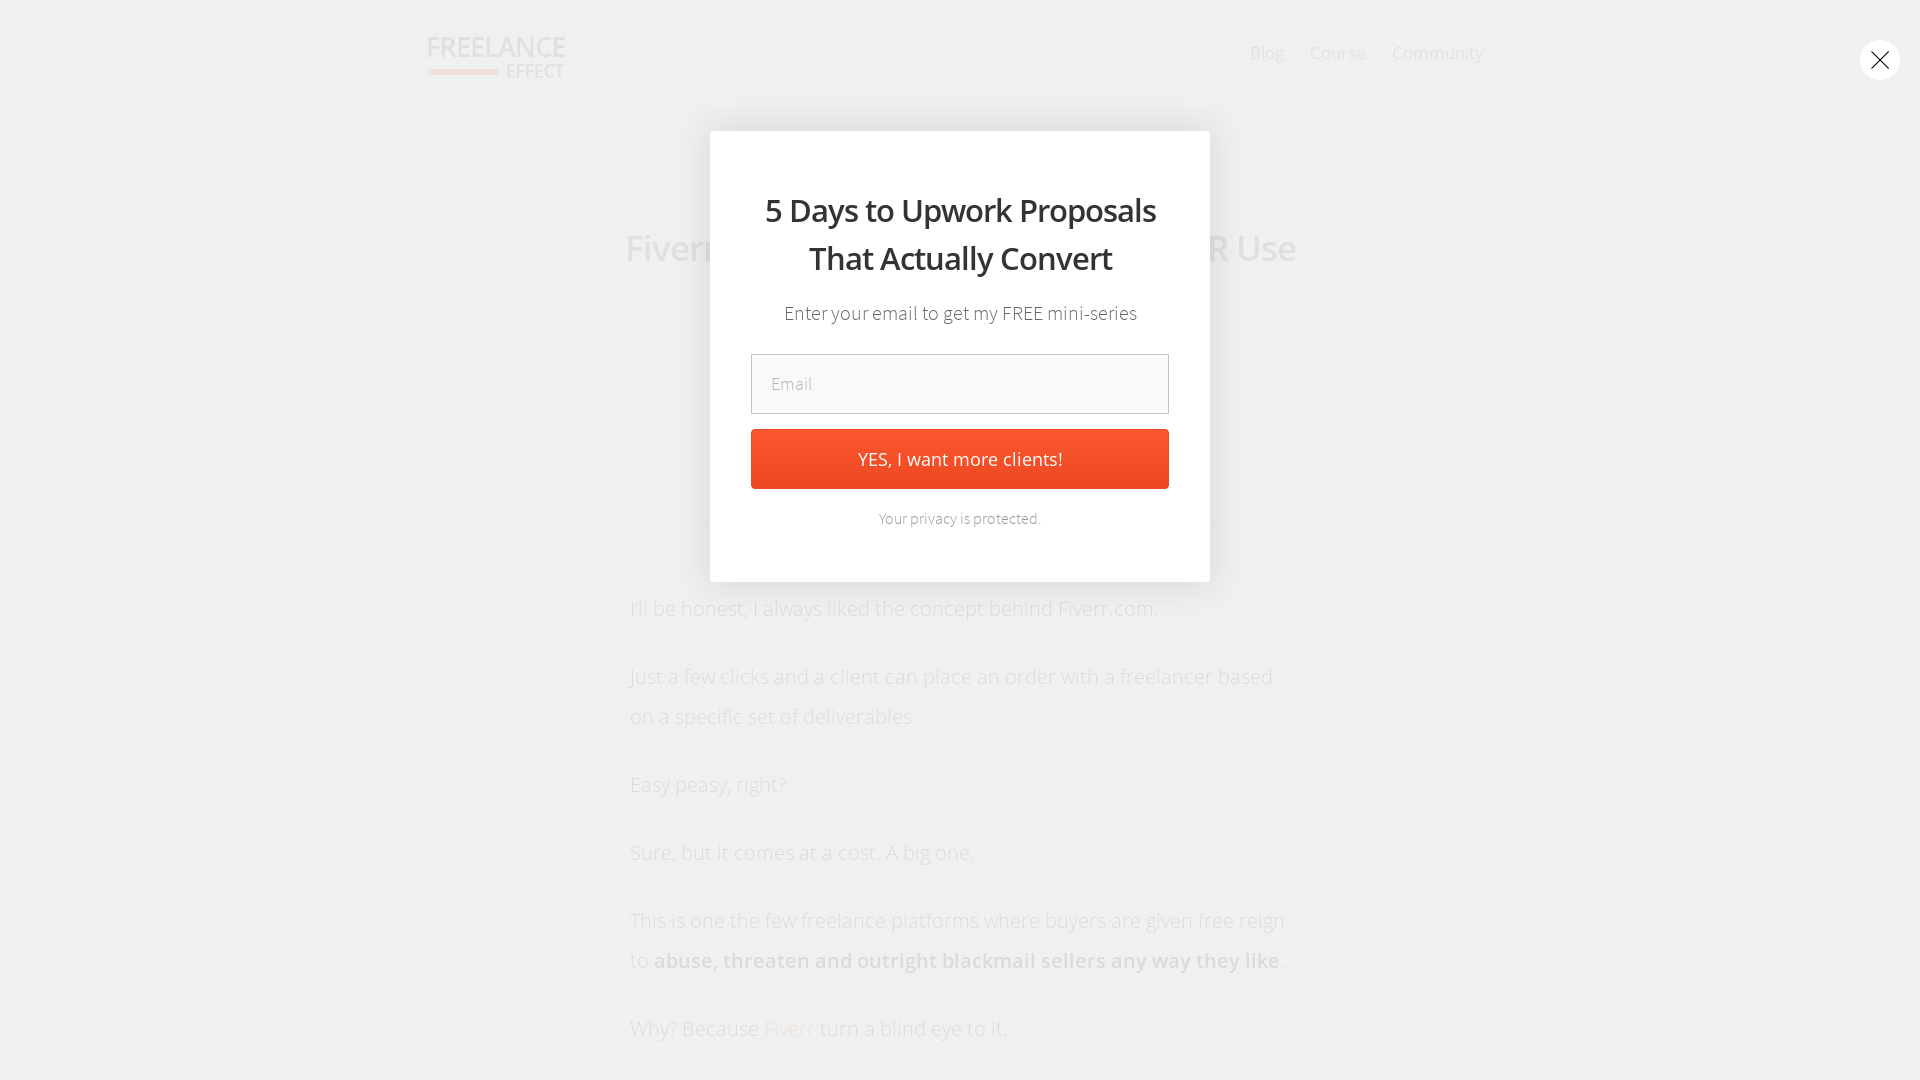 FREELANCE
EFFECT
Blog Course Community
Fiverr R Use
5 Days to Upwork Proposals
That Actually Convert
Enter your email to get my FREE mini-series
Email
YES, I want more clients!
Your privacy is protected.
I’ll be honest, I always liked the concept behind Fiverr.com.
Just a few clicks and a client can place an order with a freelancer based
on a specific set of deliverables.
Easy peasy, right?
Sure, but it comes at a cost. A big one.
This is one the few freelance platforms where buyers are given free reign
to abuse, threaten and outright blackmail sellers any way they like.
Why? Because Fiverr turn a blind eye to it.